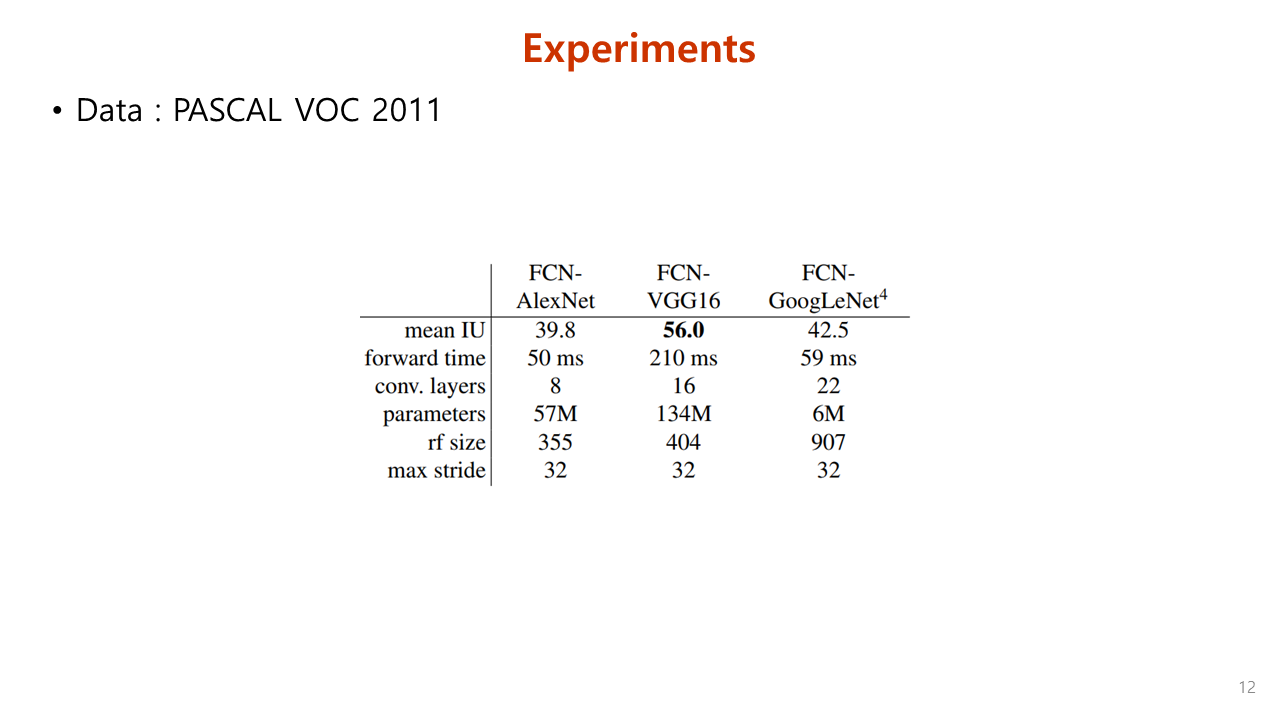 Experiments
• Data : PASCAL VOC 2011
FCN- FCN- FCN-
AlexNet VGG16 GoogLeNet4
mean IU 39.8 56.0 42.5
forward time 50 ms 210 ms 59 ms
conv. layers 8 16 22
parameters 57M 134M 6M
rf size 355 404 907
max stride 32 32 32
12